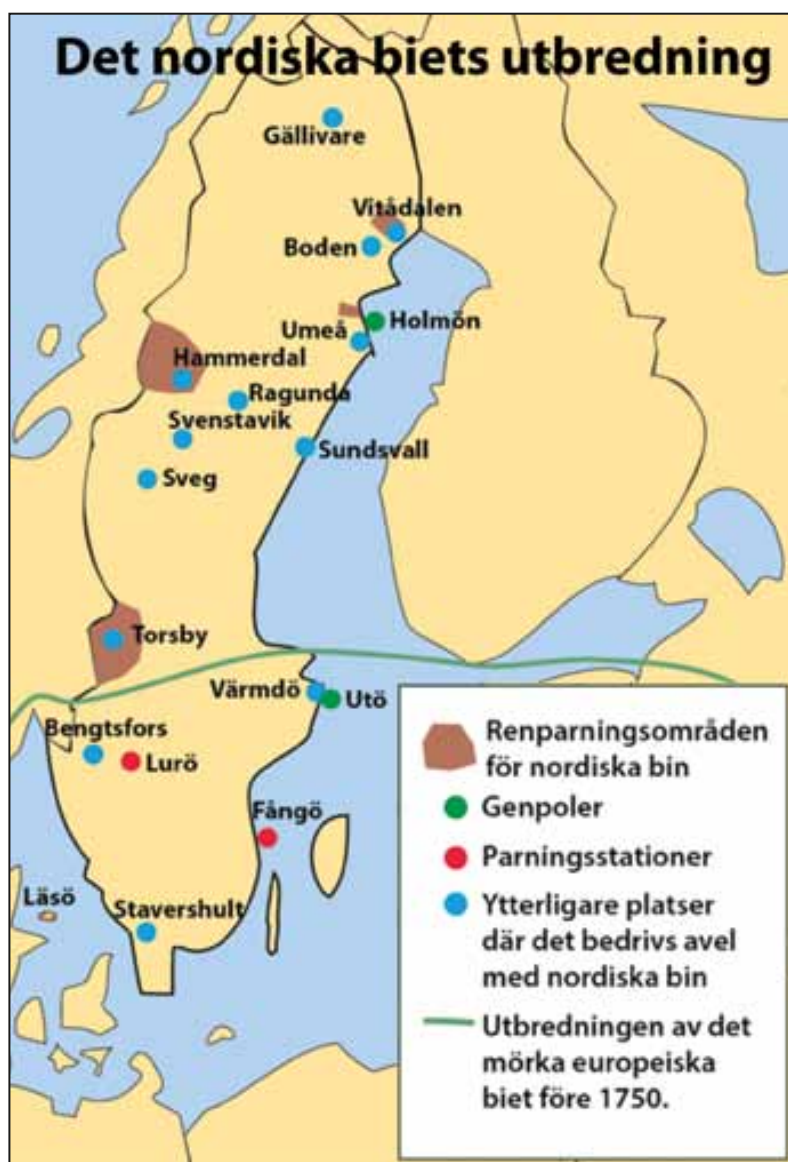 Det nordiska biets utbredning
Gällivare
Vitådalen
Boden
Holmön
Umeå
Hammerdal
Ragunda
Svenstavik
Sundsvall
Sveg
Torsby
Värmdö
Utö
Bengtsfors
Lurö
Fångö
Läsö
Stavershult
Renparningsområden
för nordiska bin
Genpoler
Parningsstationer
Ytterligare platser
där det bedrivs avel
med nordiska bin
Utbredningen av det
mörka europeiska
biet före 1750.